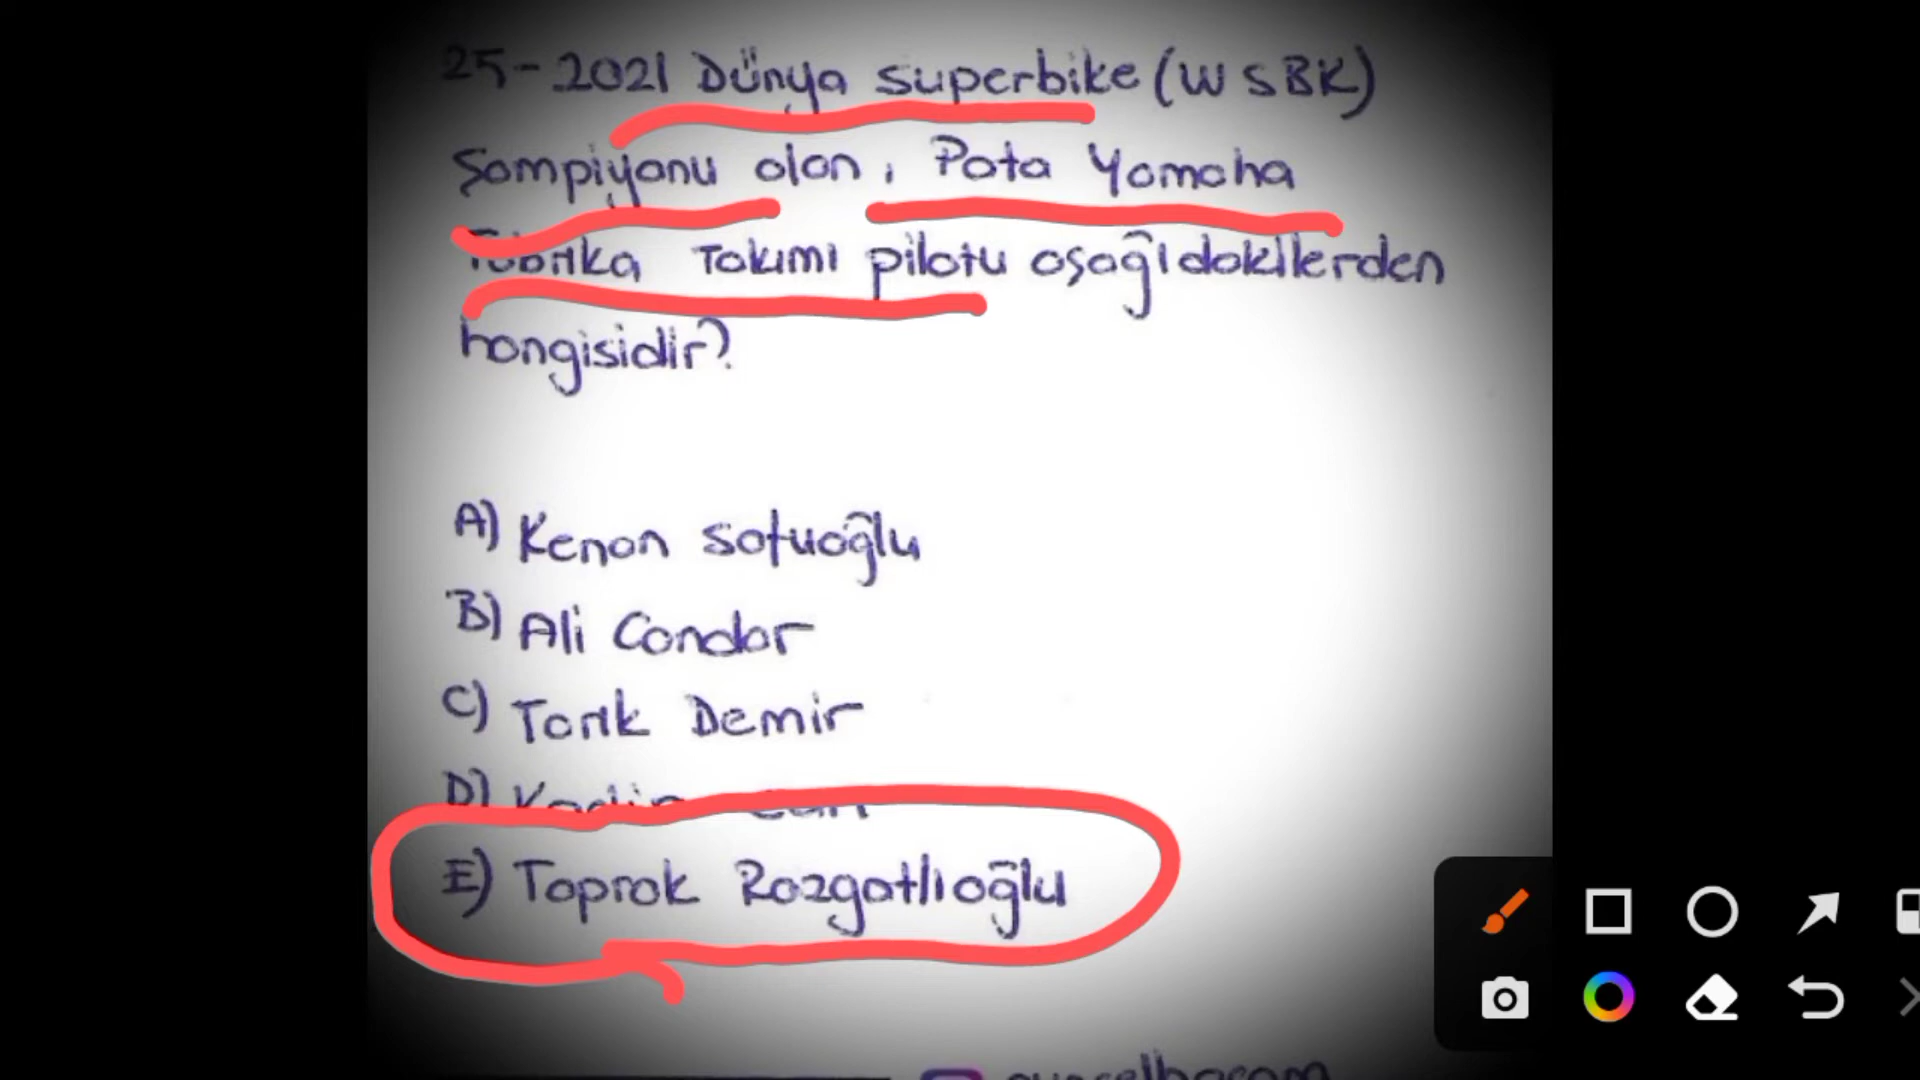 25-2021 Dünya Superbike (WSBK)
Şampiyonu olan, Pata Yamaha
Fabrika Takımı pilotu aşağıdakilerden
hangisidir?
A) Kenan Sofuoğlu
B) Ali Candar
C) Tarık Demir
D)
E) Toprak Razgatlıoğlu